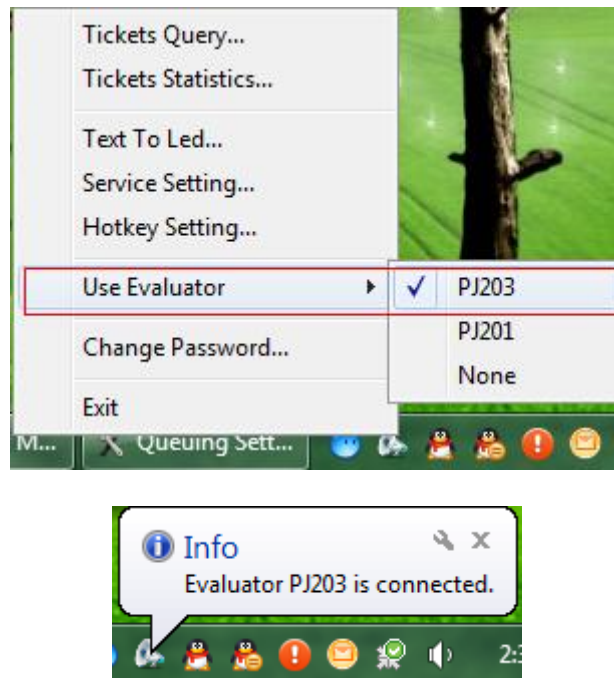 Tickets Query...
Tickets Statistics...
Text To Led...
Service Setting...
Hotkey Setting...
Use Evaluator
PJ203
PJ201
None
Change Password...
Exit
M...
Queuing Sett...
Info
Evaluator PJ203 is connected.